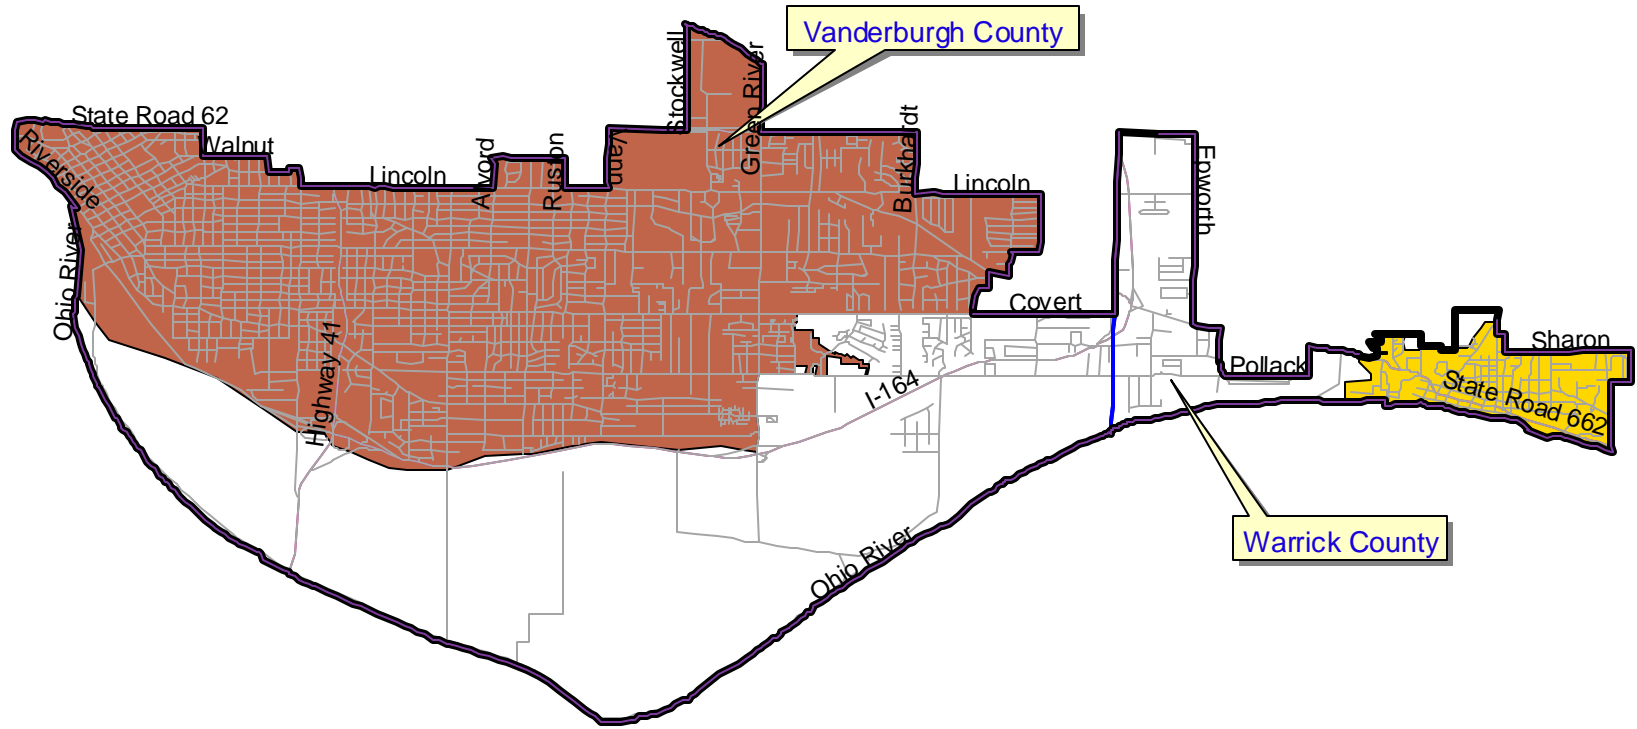 Vanderburgh County
Stockwell
Green River
State Road 62
Walnut
Riverside
Lincoln
Alvord
Ruston
Vann
Burkhardt
Lincoln
Epworth
Ohio River
Covert
Highway 41
Sharon
Pollack
I-164
State Road 662
Warrick County
Ohio River